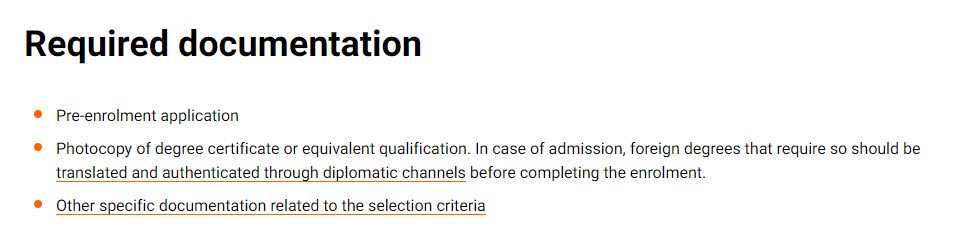 Required documentation
Pre-enrolment application
Photocopy of degree certificate or equivalent qualification. In case of admission, foreign degrees that require so should be
translated and authenticated through diplomatic channels before completing the enrolment.
Other specific documentation related to the selection criteria